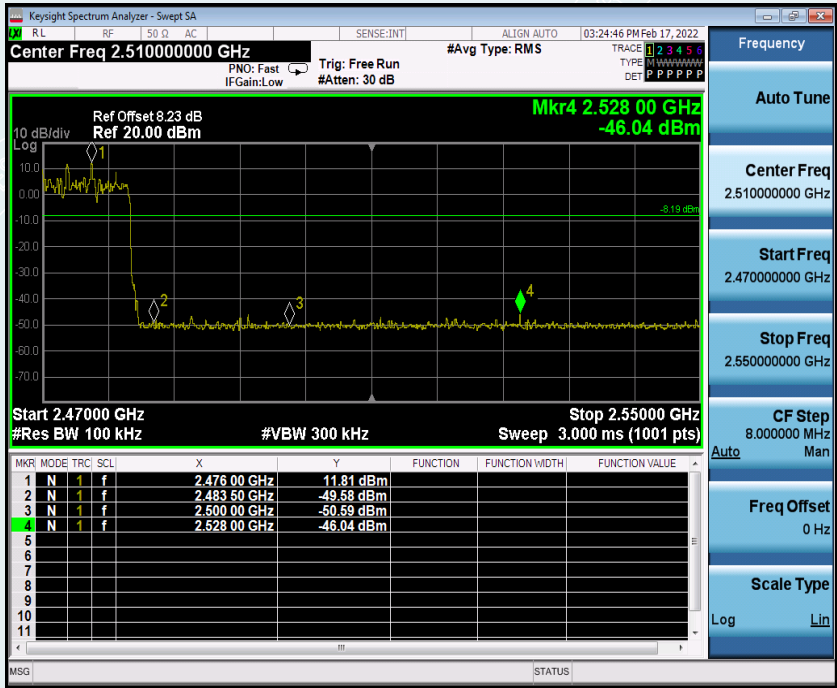 Keysight Spectrum Analyzer - Swept SA
LXI RL RF 50 Ω AC SENSE:INT ALIGN AUTO 03:24:46 PM Feb 17, 2022
Center Freq 2.510000000 GHz
PNO: Fast
IFGain:Low
Trig: Free Run
#Atten: 30 dB
#Avg Type: RMS
TRACE 1 2 3 4 5 6
TYPE M WWWWW
DET P P P P P P
Ref Offset 8.23 dB
10 dB/div Ref 20.00 dBm
Log
Mkr4 2.528 00 GHz
-46.04 dBm
1
10.0
0.00
-8.19 dBm
-10.0
-20.0
-30.0
-40.0
2
3
4
-50.0
-60.0
-70.0
Start 2.47000 GHz Stop 2.55000 GHz
#Res BW 100 kHz #VBW 300 kHz Sweep 3.000 ms (1001 pts)
MKR MODE TRC SCL X Y FUNCTION FUNCTION WIDTH FUNCTION VALUE
1 N 1 f 2.476 00 GHz 11.81 dBm
2 N 1 f 2.483 50 GHz -49.58 dBm
3 N 1 f 2.500 00 GHz -50.59 dBm
4 N 1 f 2.528 00 GHz -46.04 dBm
5
6
7
8
9
10
11
MSG STATUS
Frequency
Auto Tune
Center Freq
2.510000000 GHz
Start Freq
2.470000000 GHz
Stop Freq
2.550000000 GHz
CF Step
8.000000 MHz
Auto Man
Freq Offset
0 Hz
Scale Type
Log Lin